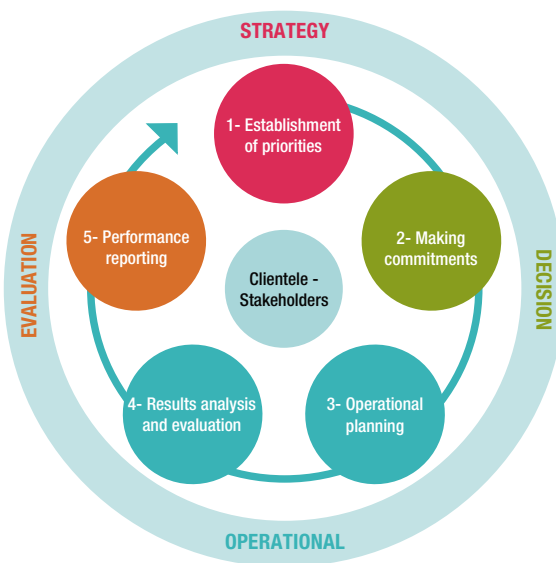 STRATEGY
1- Establishment
of priorities
2- Making
commitments
3- Operational
planning
4- Results analysis
and evaluation
5- Performance
reporting
Clientele -
Stakeholders
DECISION
OPERATIONAL
EVALUATION